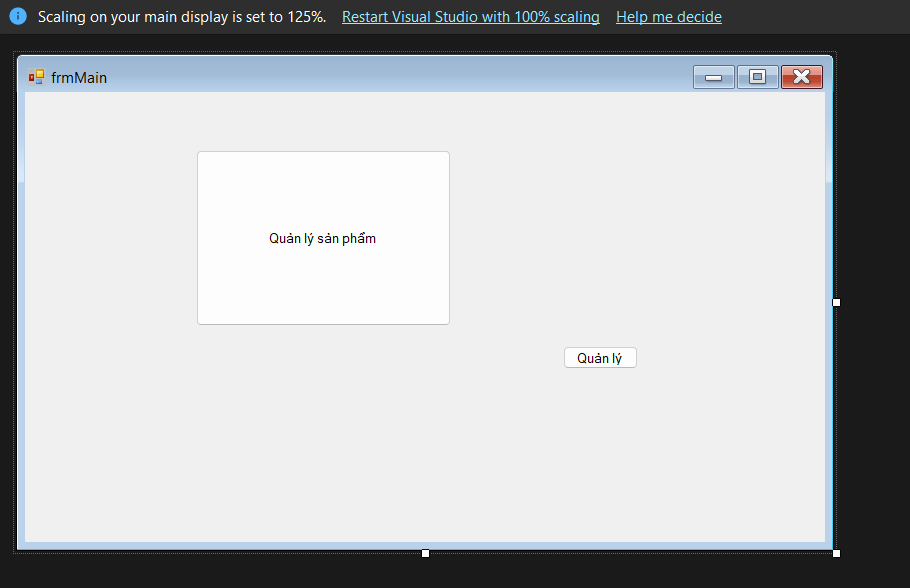 Scaling on your main display is set to 125%. Restart Visual Studio with 100% scaling Help me decide
frmMain
Quản lý sản phẩm
Quản lý